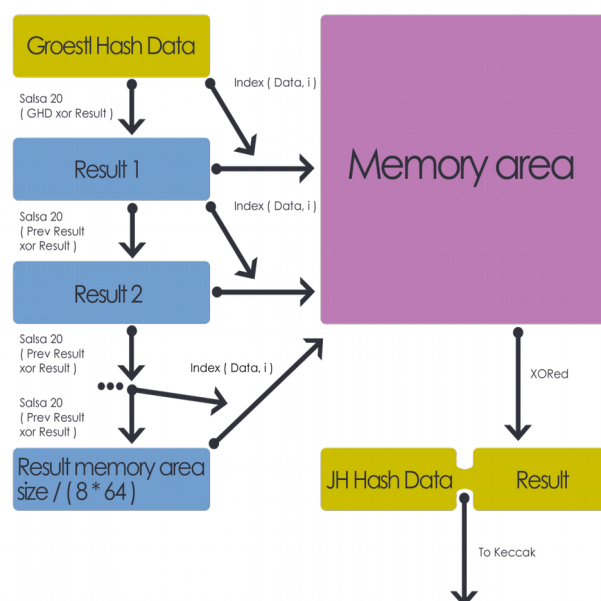 Groestl Hash Data
Salsa 20
( GHD xor Result )
Index ( Data, i )
Result 1
Memory area
Salsa 20
( Prev Result
xor Result )
Index ( Data, i )
Result 2
Salsa 20
( Prev Result
xor Result )
Index ( Data, i )
XORed
Salsa 20
( Prev Result
xor Result )
Result memory area
size / ( 8 * 64 )
JH Hash Data
Result
To Keccak